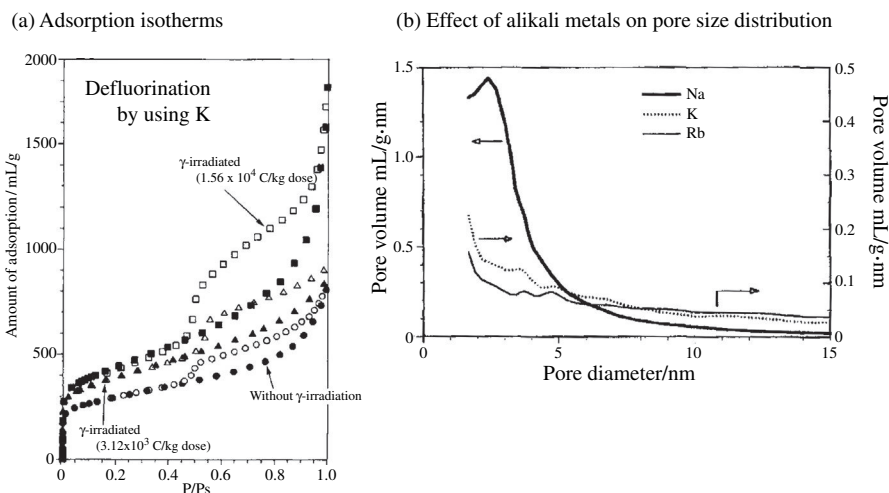 (a) Adsorption isotherms
2000
1500
1000
500
0
Amount of adsorption/ mL/g
Defluorination
by using K
γ-irradiated
(1.56 x 10⁴ C/kg dose)
Without γ-irradiation
γ-irradiated
(3.12x10³ C/kg dose)
0 0.2 0.4 0.6 0.8 1.0
P/Ps
(b) Effect of alikali metals on pore size distribution
1.5
1.0
0.5
0
Pore volume mL/g·nm
Na
K
Rb
0.5
0.4
0.3
0.2
0.1
0
Pore volume mL/g·nm
0 5 10 15
Pore diameter/nm